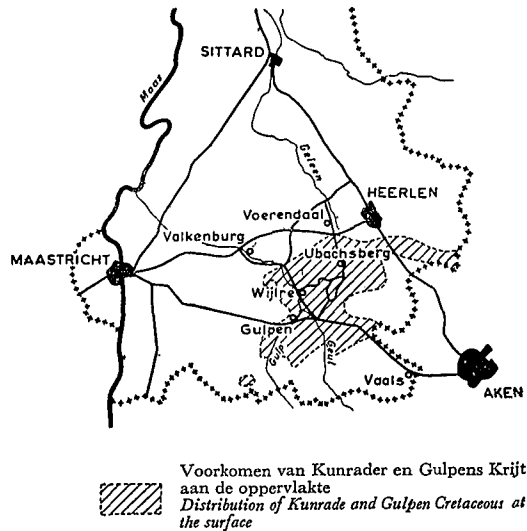 SITTARD
Maas
Geleen
HEERLEN
Voerendaal
Valkenburg
Ubachsberg
MAASTRICHT
Wijlre
Gulpen
Gulp
Geul
Vaals
AKEN
Voorkomen van Kunrader en Gulpens Krijt
aan de oppervlakte
Distribution of Kunrade and Gulpen Cretaceous at
the surface